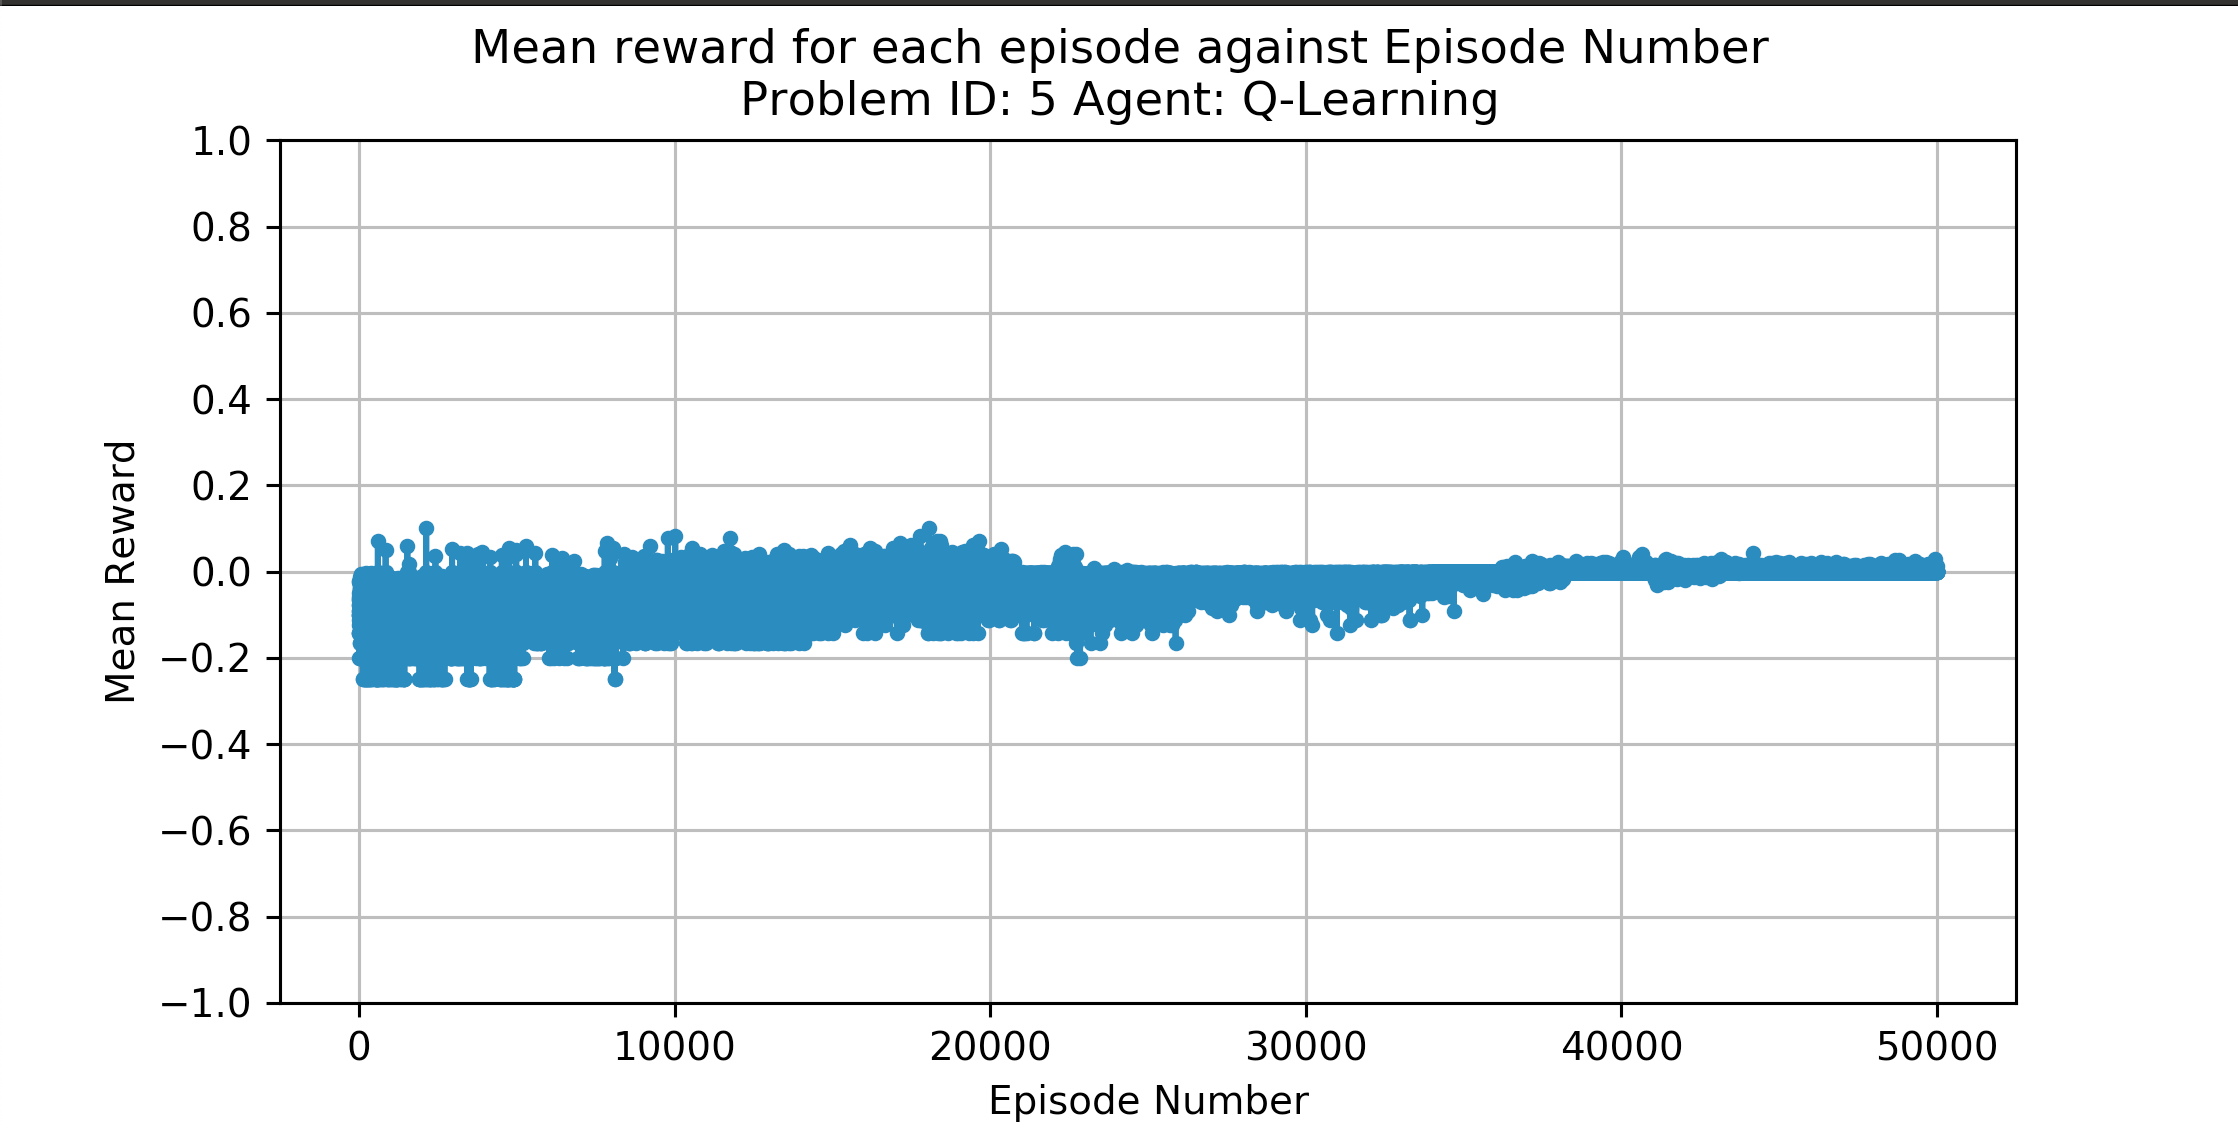 Mean reward for each episode against Episode Number
Problem ID: 5 Agent: Q-Learning
1.0
0.8
0.6
0.4
0.2
0.0
−0.2
−0.4
−0.6
−0.8
−1.0
Mean Reward
0 10000 20000 30000 40000 50000
Episode Number